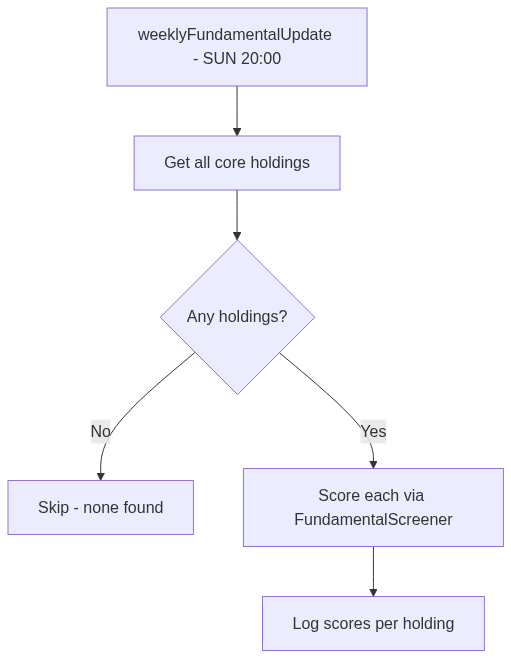 weeklyFundamentalUpdate
- SUN 20:00
Get all core holdings
Any holdings?
No
Yes
Skip - none found
Score each via
FundamentalScreener
Log scores per holding